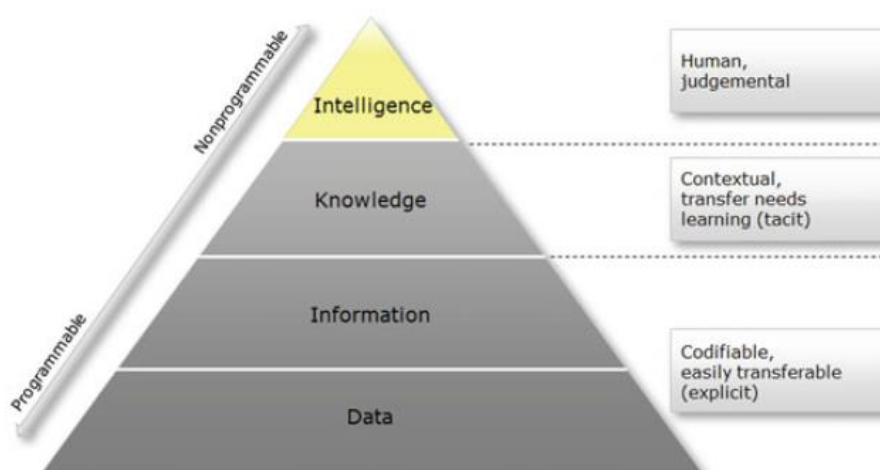 Nonprogrammable
Programmable
Intelligence
Knowledge
Information
Data
Human,
judgemental
Contextual,
transfer needs
learning (tacit)
Codifiable,
easily transferable
(explicit)